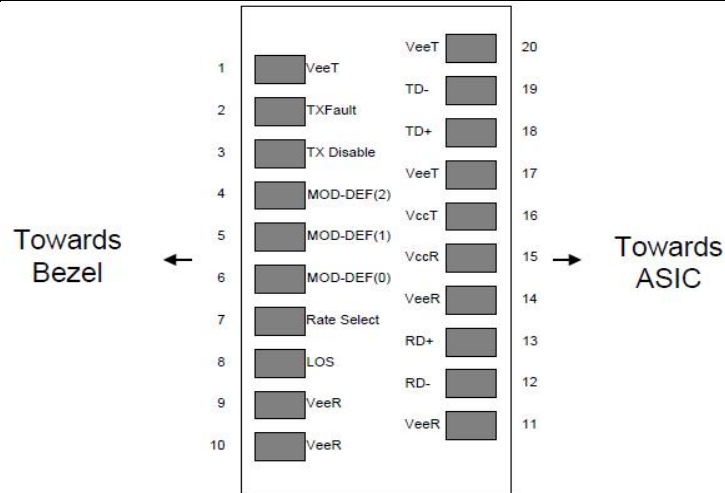 VeeT 20
1 VeeT
TD- 19
2 TXFault
TD+ 18
3 TX Disable
VeeT 17
4 MOD-DEF(2)
VccT 16
5 MOD-DEF(1)
Towards
Bezel
VccR 15
Towards
ASIC
6 MOD-DEF(0)
VeeR 14
7 Rate Select
RD+ 13
8 LOS
RD- 12
9 VeeR
VeeR 11
10 VeeR